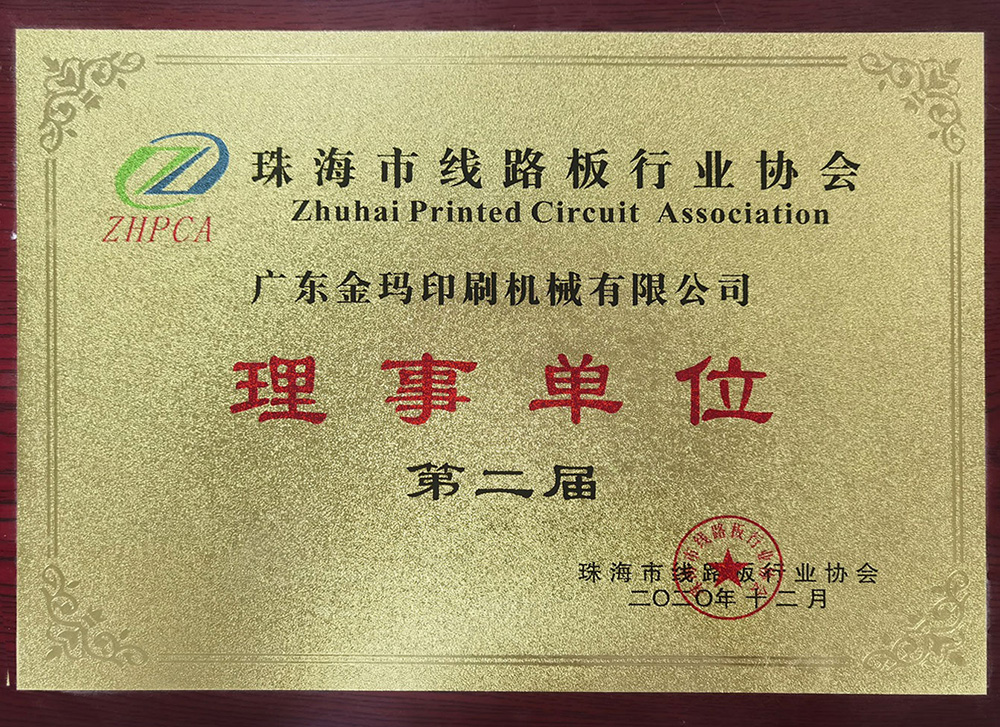 珠海市线路板行业协会
Zhuhai Printed Circuit Association
ZHPCA
广东金玛印刷机械有限公司
理事单位
第二届
珠海市线路板行业协会
二〇二〇年十二月